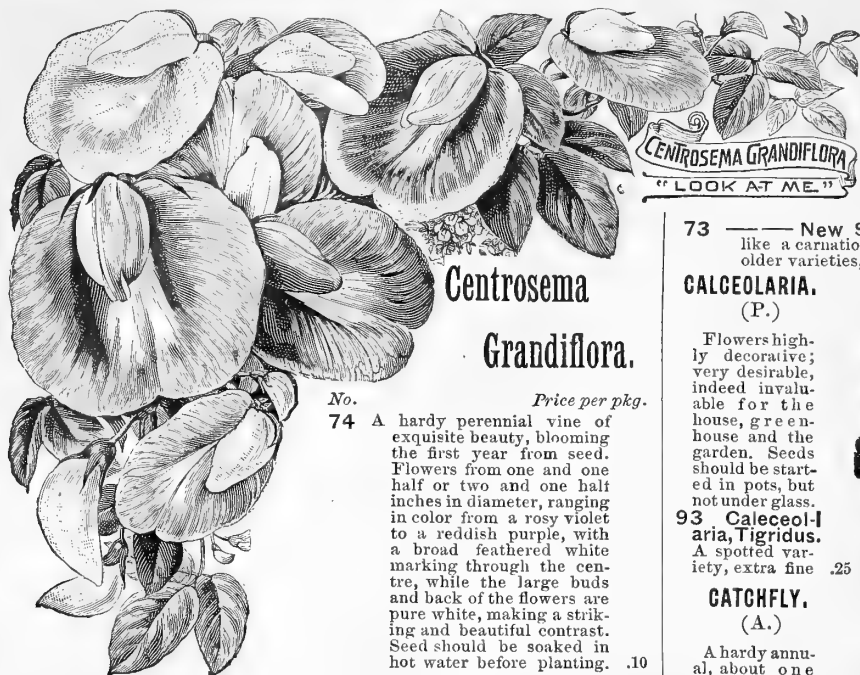 CENTROSEMA GRANDIFLORA
"LOOK AT ME"
Centrosema
Grandiflora.
No. Price per pkg.
74 A hardy perennial vine of
exquisite beauty, blooming
the first year from seed.
Flowers from one and one
half or two and one half
inches in diameter, ranging
in color from a rosy violet
to a reddish purple, with
a broad feathered white
marking through the cen-
tre, while the large buds
and back of the flowers are
pure white, making a strik-
ing and beautiful contrast.
Seed should be soaked in
hot water before planting. .10
73 — — New S
like a carnatio
older varieties,
CALCEOLARIA.
(P.)
Flowers high-
ly decorative;
very desirable,
indeed invalu-
able for the
house, green-
house and the
garden. Seeds
should be start-
ed in pots, but
not under glass.
93 Caleceol-
aria, Tigridus.
A spotted var-
iety, extra fine .25
CATCHFLY.
(A.)
A hardy annu-
al, about one